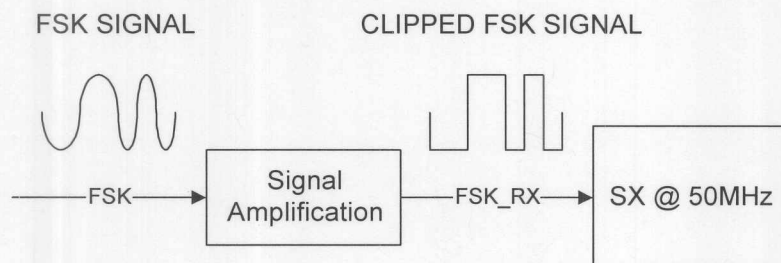 FSK SIGNAL
CLIPPED FSK SIGNAL
FSK
Signal
Amplification
FSK_RX
SX @ 50MHz